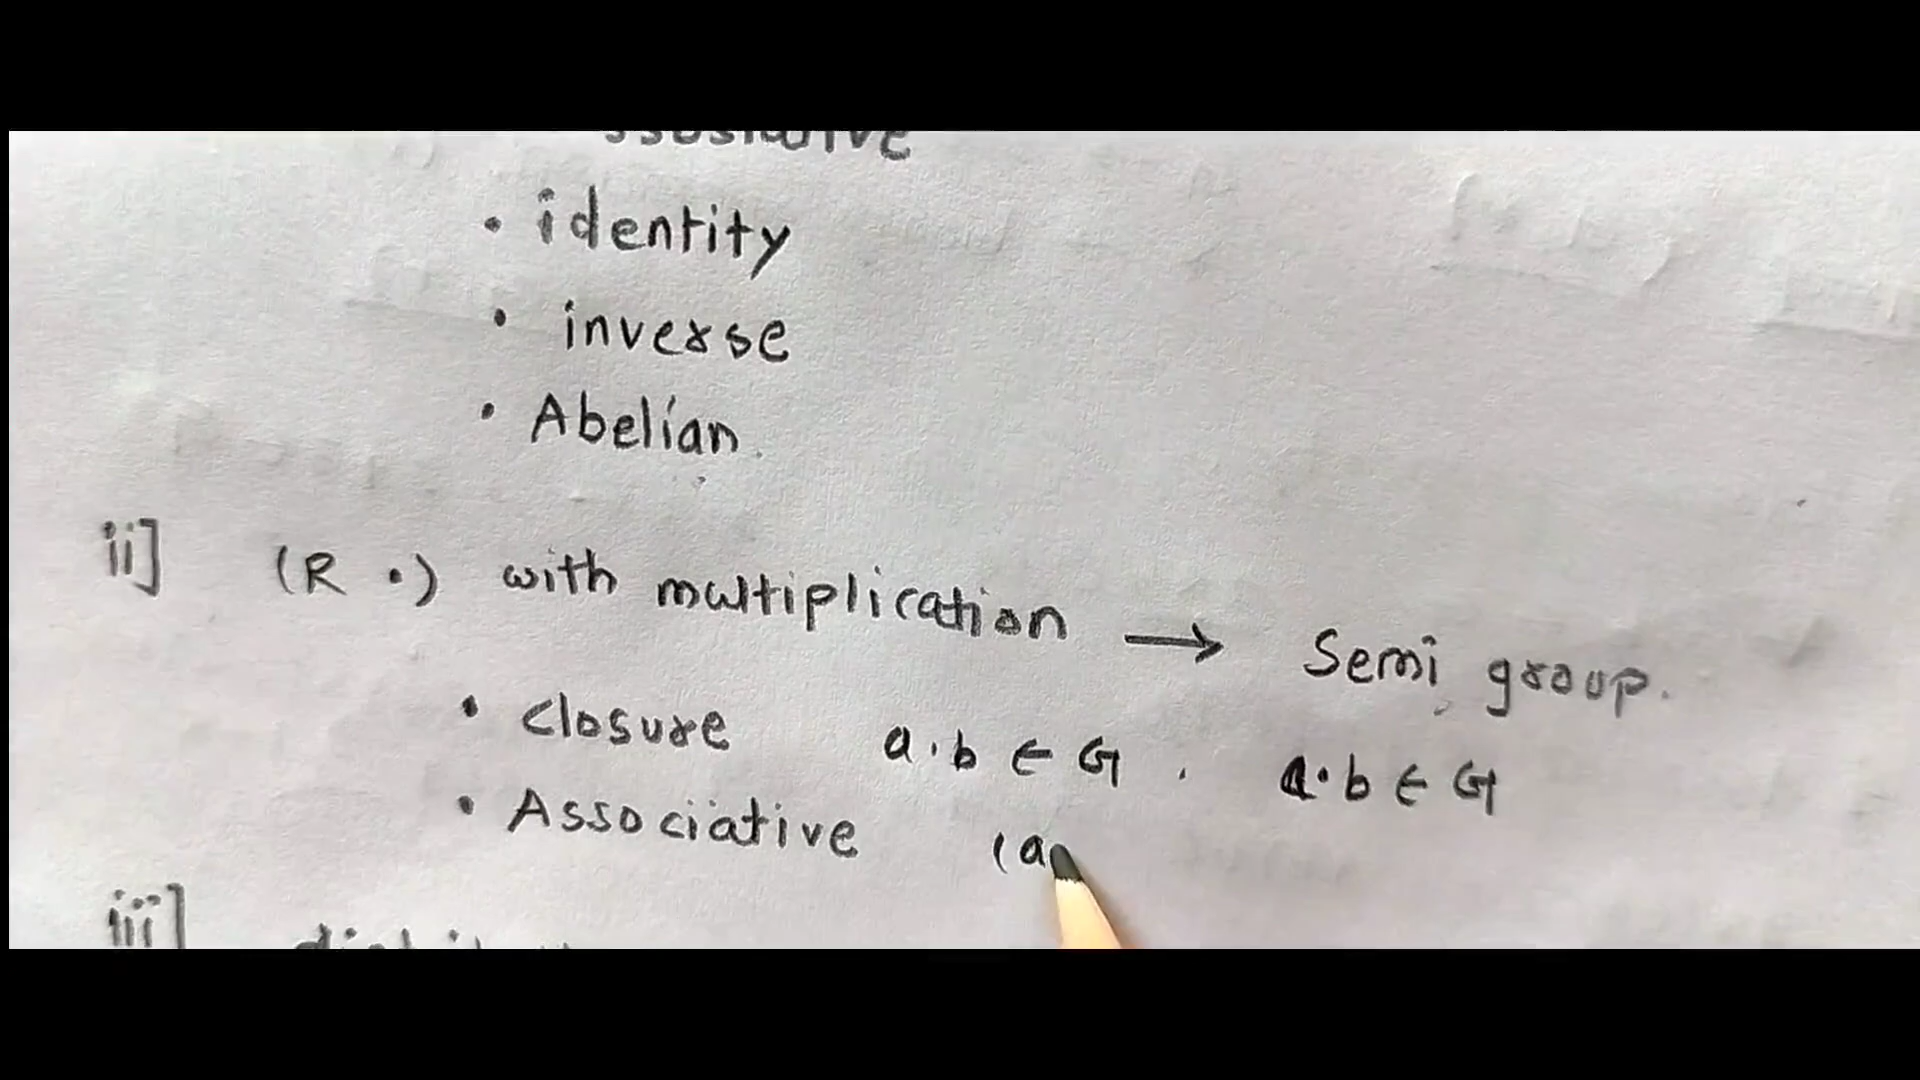 • identity
• inverse
• Abelian.
ii] (R •) with multiplication → Semi group.
• closure a.b ∈ G . a.b ∈ G
• Associative (a
iii]